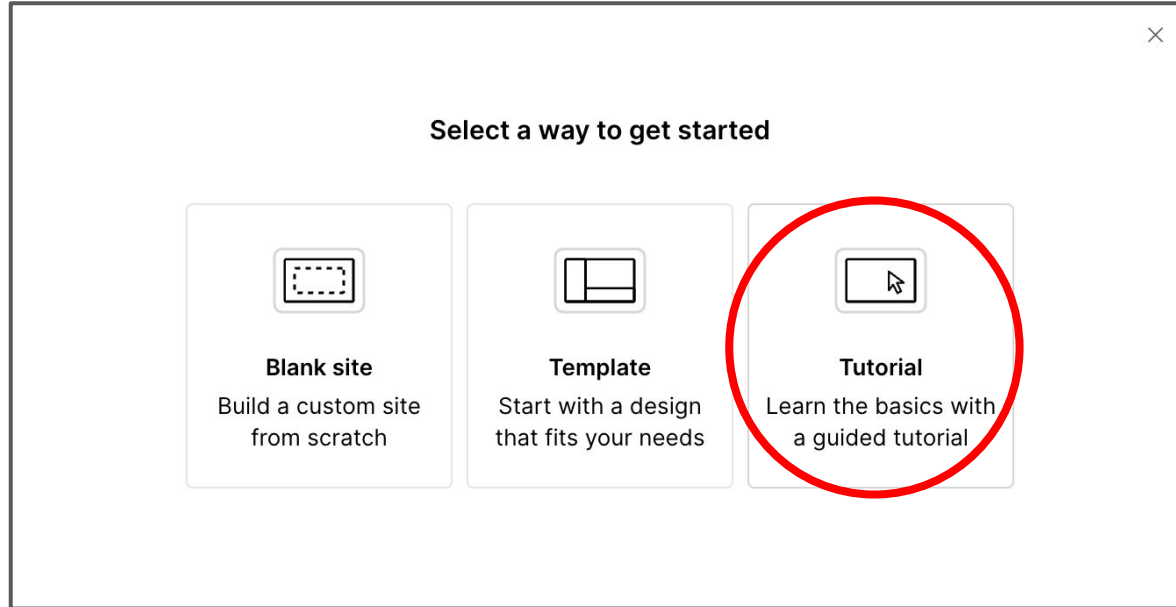 Select a way to get started
Blank site
Build a custom site
from scratch
Template
Start with a design
that fits your needs
Tutorial
Learn the basics with
a guided tutorial